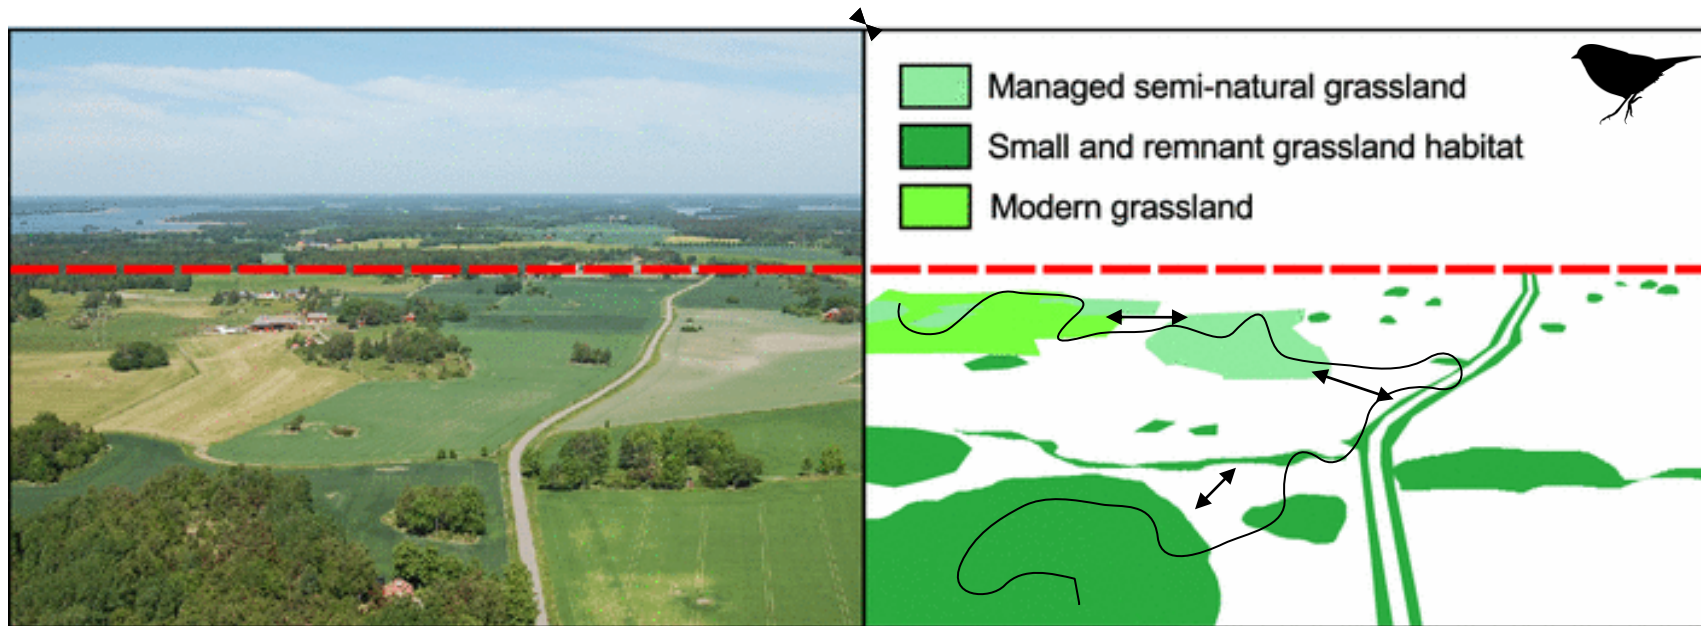 Managed semi-natural grassland
Small and remnant grassland habitat
Modern grassland